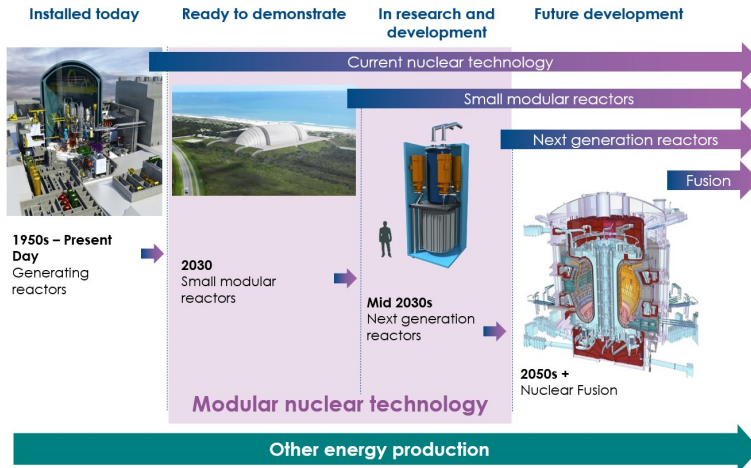 Installed today
Ready to demonstrate
In research and
development
Future development
Current nuclear technology
Small modular reactors
Next generation reactors
Fusion
1950s – Present
Day
Generating
reactors
2030
Small modular
reactors
Mid 2030s
Next generation
reactors
2050s +
Nuclear Fusion
Modular nuclear technology
Other energy production